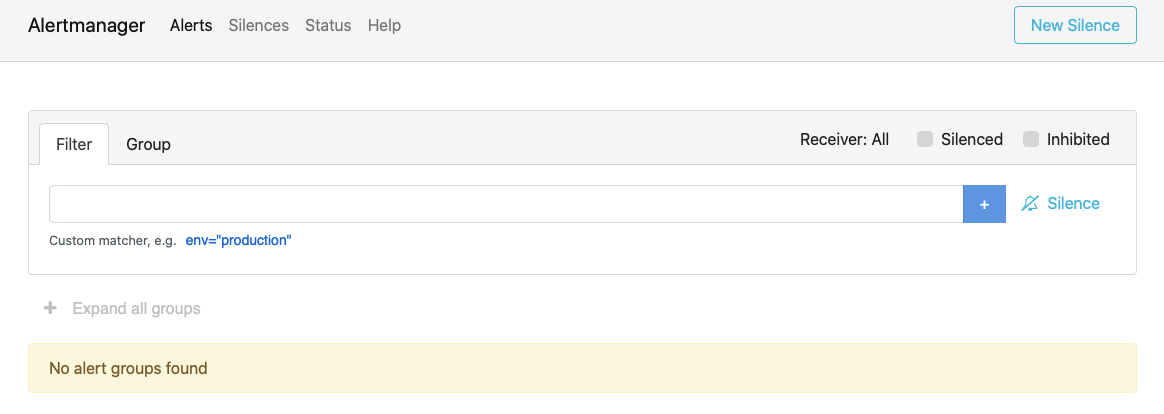 Alertmanager Alerts Silences Status Help New Silence
Filter Group Receiver: All Silenced Inhibited
+ Silence
Custom matcher, e.g. env="production"
+ Expand all groups
No alert groups found